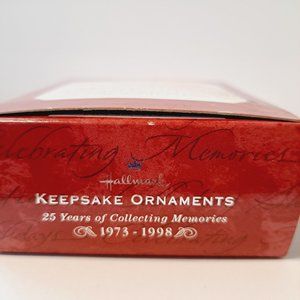 Celebrating Memories
Hallmark
KEEPSAKE ORNAMENTS
25 Years of Collecting Memories
1973-1998